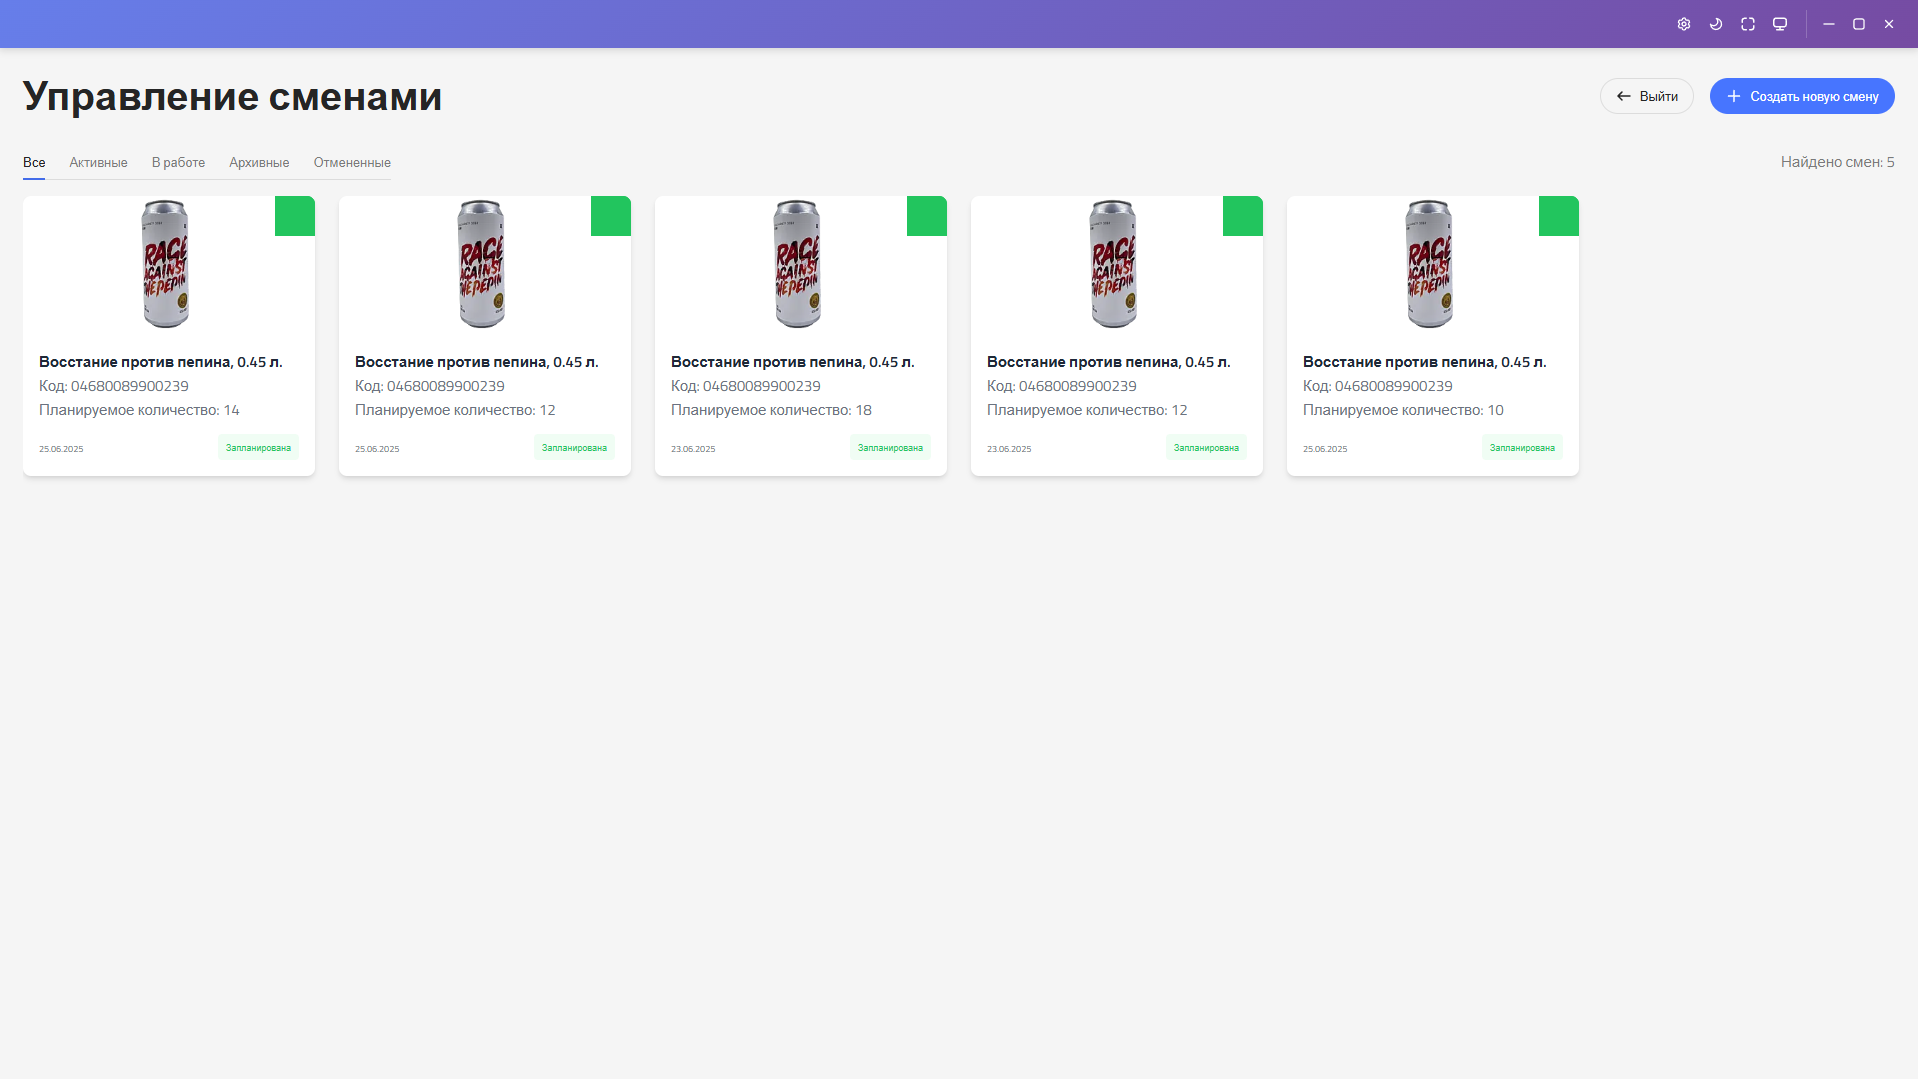 Управление сменами
Выйти
Создать новую смену
Все
Активные
В работе
Архивные
Отмененные
Найдено смен: 5
RAGE
AGAINST
THE PEPIN
Восстание против пепина, 0.45 л.
Код: 04680089900239
Планируемое количество: 14
25.06.2025
Запланирована
RAGE
AGAINST
THE PEPIN
Восстание против пепина, 0.45 л.
Код: 04680089900239
Планируемое количество: 12
25.06.2025
Запланирована
RAGE
AGAINST
THE PEPIN
Восстание против пепина, 0.45 л.
Код: 04680089900239
Планируемое количество: 18
23.06.2025
Запланирована
RAGE
AGAINST
THE PEPIN
Восстание против пепина, 0.45 л.
Код: 04680089900239
Планируемое количество: 12
23.06.2025
Запланирована
RAGE
AGAINST
THE PEPIN
Восстание против пепина, 0.45 л.
Код: 04680089900239
Планируемое количество: 10
25.06.2025
Запланирована